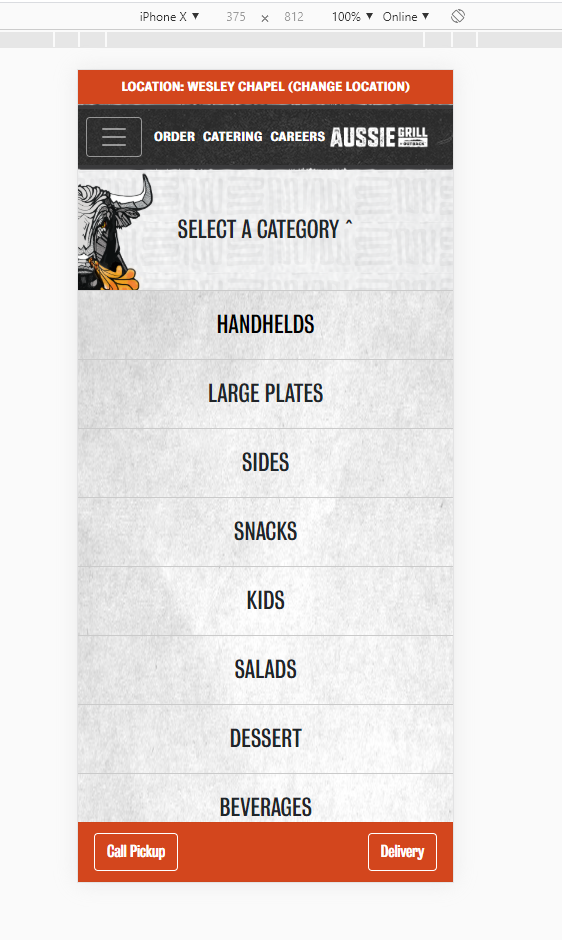 iPhone X ▼ 375 × 812 100% ▼ Online ▼
LOCATION: WESLEY CHAPEL (CHANGE LOCATION)
ORDER CATERING CAREERS AUSSIE GRILL BY OUTBACK
SELECT A CATEGORY ^
HANDHELDS
LARGE PLATES
SIDES
SNACKS
KIDS
SALADS
DESSERT
BEVERAGES
Call Pickup Delivery